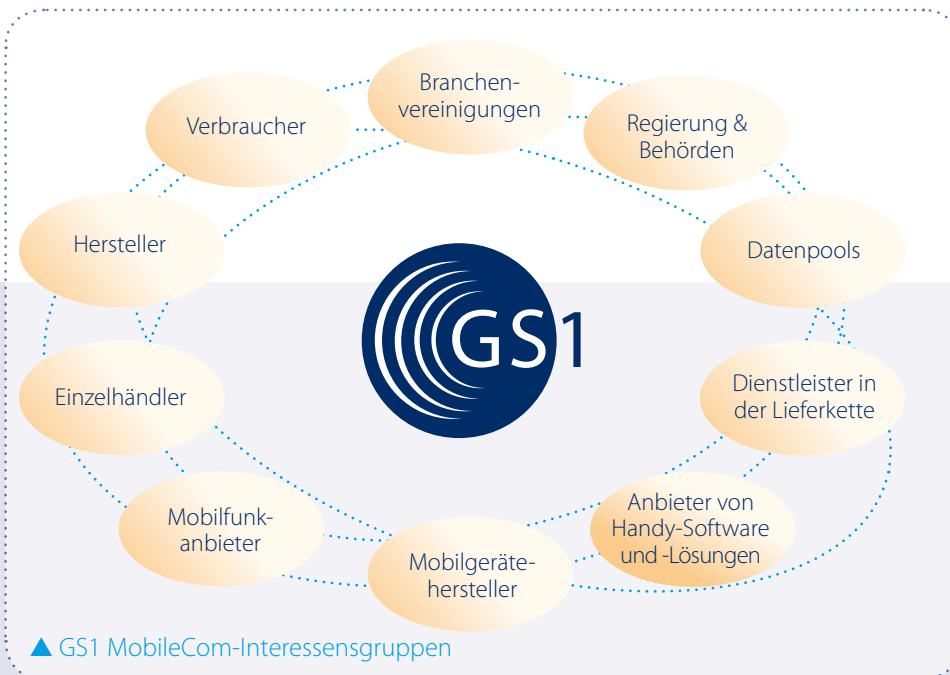 Branchen-
vereinigungen
Verbraucher
Regierung &
Behörden
Hersteller
Datenpools
GS1
Einzelhändler
Dienstleister in
der Lieferkette
Mobilfunk-
anbieter
Anbieter von
Handy-Software
und -Lösungen
Mobilgeräte-
hersteller
▲ GS1 MobileCom-Interessensgruppen